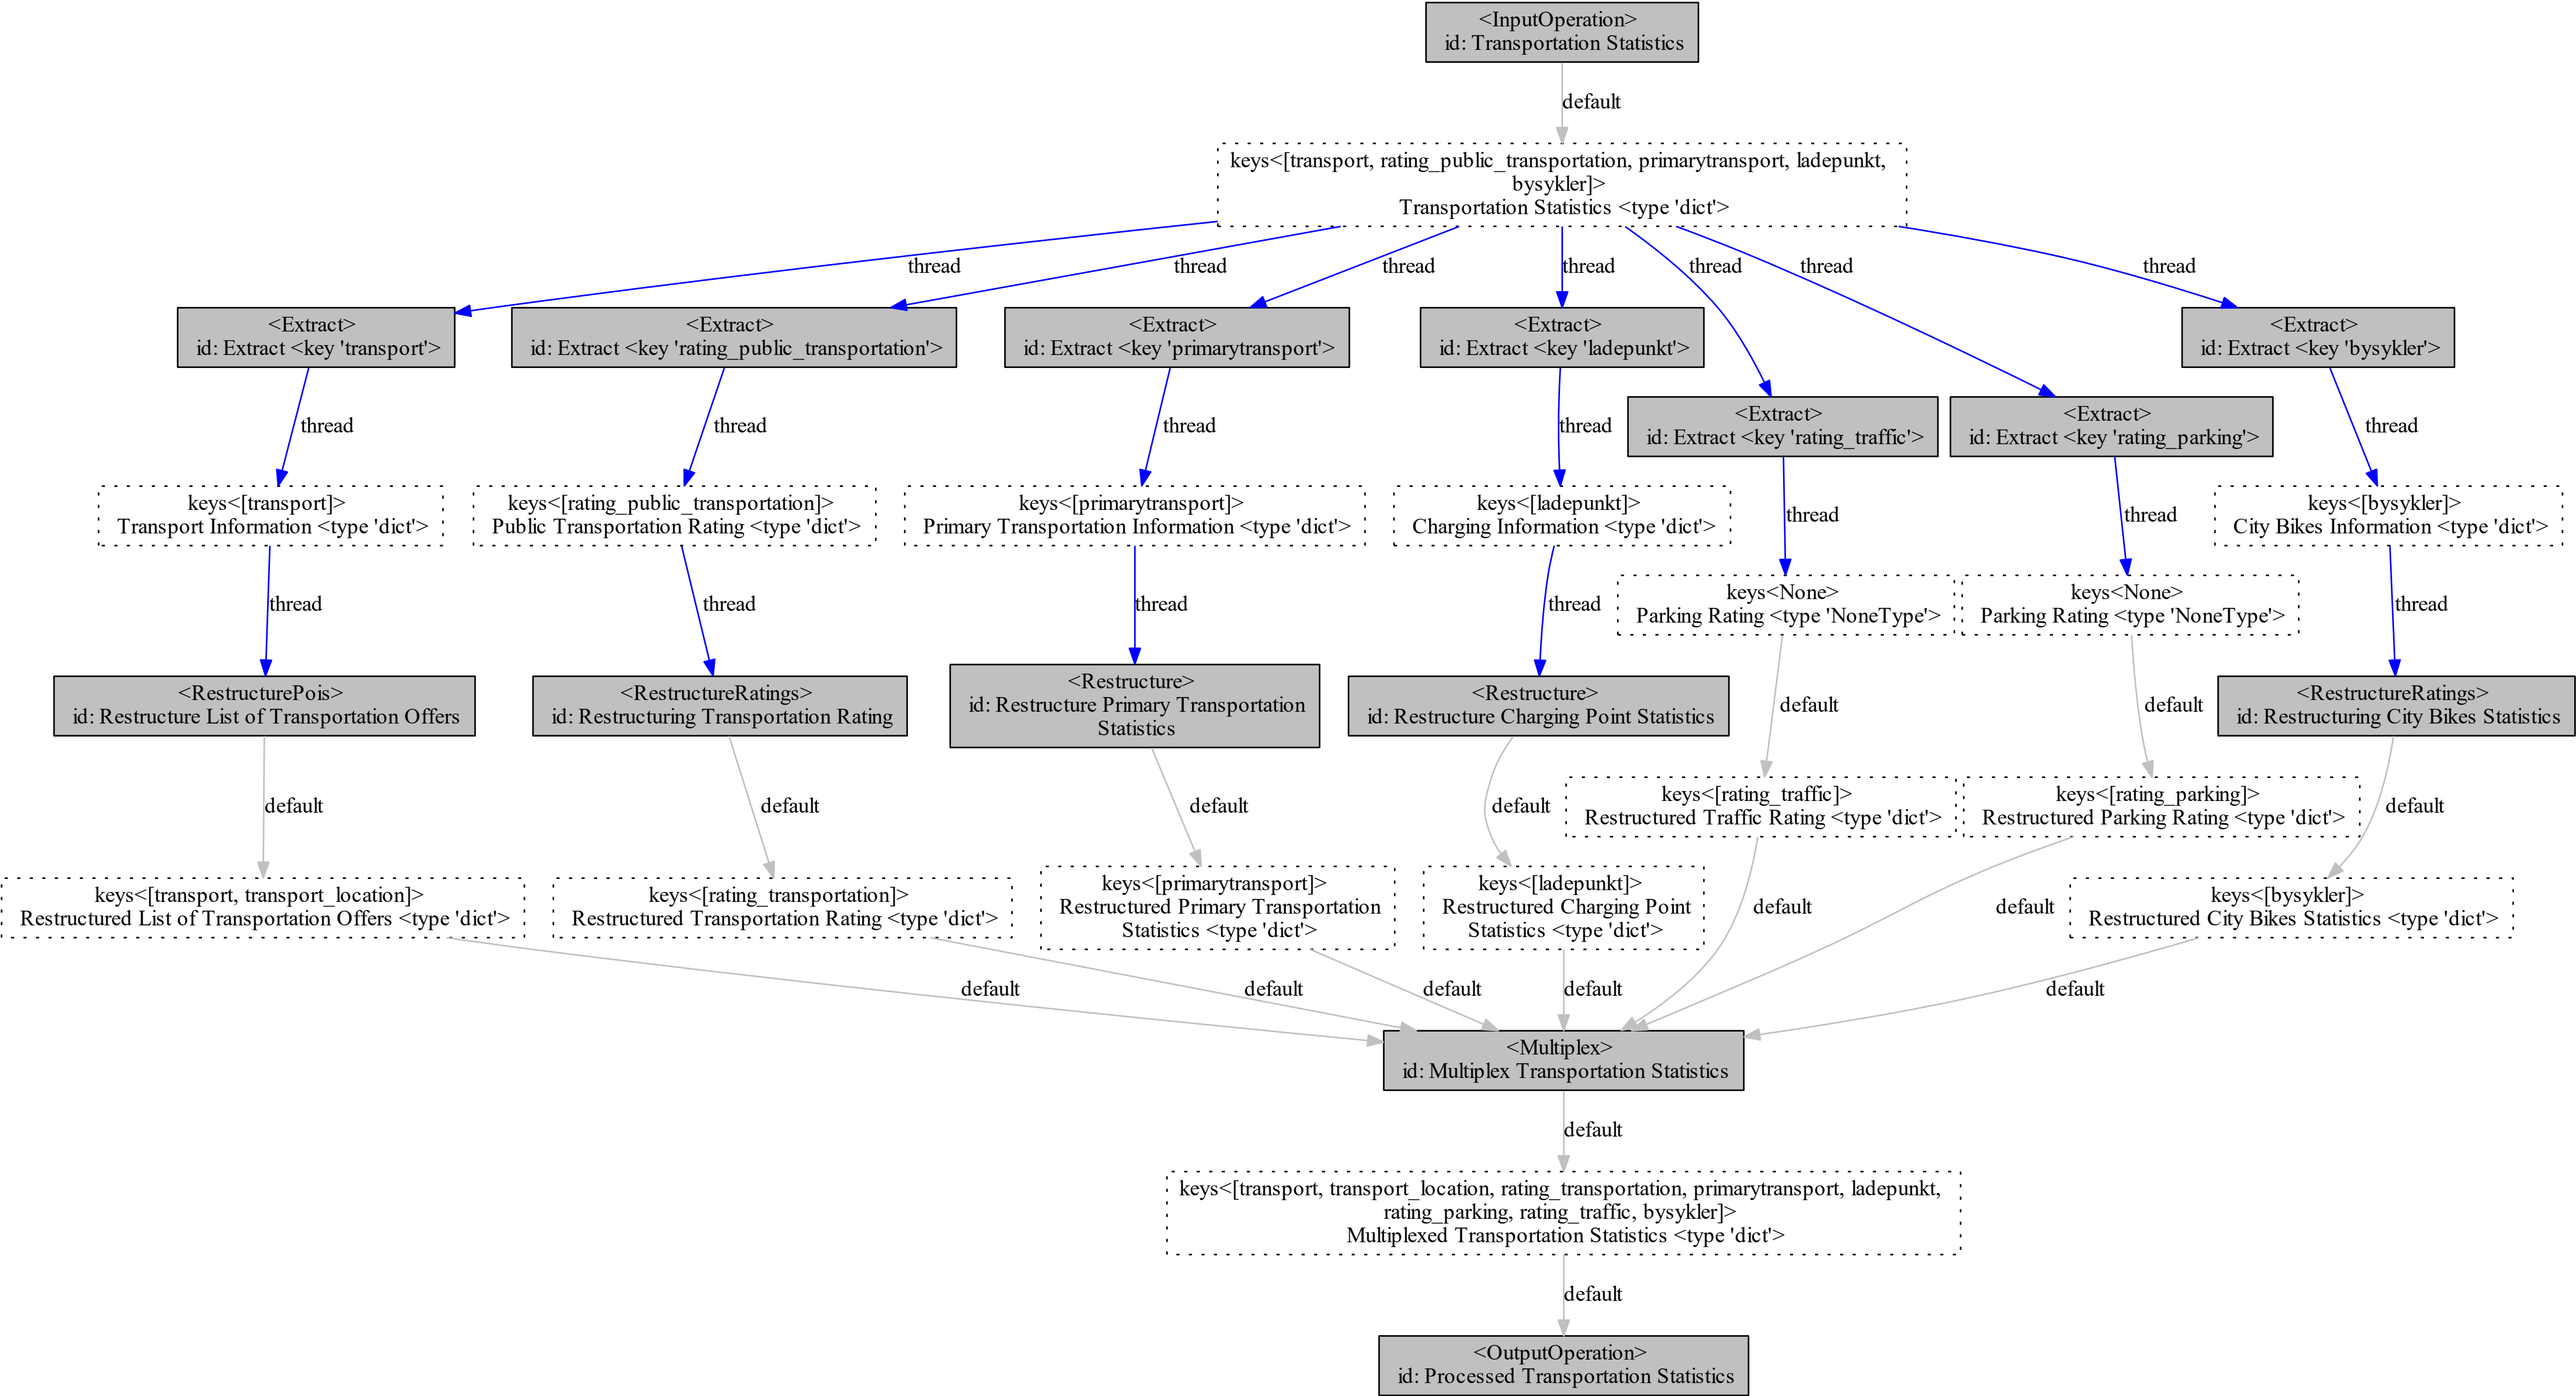 <InputOperation>
id: Transportation Statistics
default
keys<[transport, rating_public_transportation, primarytransport, ladepunkt,
bysykler]>
Transportation Statistics <type 'dict'>
thread
thread
thread
thread
thread
thread
thread
<Extract>
id: Extract <key 'transport'>
<Extract>
id: Extract <key 'rating_public_transportation'>
<Extract>
id: Extract <key 'primarytransport'>
<Extract>
id: Extract <key 'ladepunkt'>
<Extract>
id: Extract <key 'bysykler'>
<Extract>
id: Extract <key 'rating_traffic'>
<Extract>
id: Extract <key 'rating_parking'>
thread
thread
thread
thread
thread
thread
thread
keys<[transport]>
Transport Information <type 'dict'>
keys<[rating_public_transportation]>
Public Transportation Rating <type 'dict'>
keys<[primarytransport]>
Primary Transportation Information <type 'dict'>
keys<[ladepunkt]>
Charging Information <type 'dict'>
keys<[bysykler]>
City Bikes Information <type 'dict'>
keys<None>
Parking Rating <type 'NoneType'>
keys<None>
Parking Rating <type 'NoneType'>
thread
thread
thread
thread
thread
<RestructurePois>
id: Restructure List of Transportation Offers
<RestructureRatings>
id: Restructuring Transportation Rating
<Restructure>
id: Restructure Primary Transportation
Statistics
<Restructure>
id: Restructure Charging Point Statistics
default
default
<RestructureRatings>
id: Restructuring City Bikes Statistics
default
default
default
default
keys<[rating_traffic]>
Restructured Traffic Rating <type 'dict'>
keys<[rating_parking]>
Restructured Parking Rating <type 'dict'>
default
keys<[transport, transport_location]>
Restructured List of Transportation Offers <type 'dict'>
keys<[rating_transportation]>
Restructured Transportation Rating <type 'dict'>
keys<[primarytransport]>
Restructured Primary Transportation
Statistics <type 'dict'>
keys<[ladepunkt]>
Restructured Charging Point
Statistics <type 'dict'>
default
default
keys<[bysykler]>
Restructured City Bikes Statistics <type 'dict'>
default
default
default
default
default
<Multiplex>
id: Multiplex Transportation Statistics
default
keys<[transport, transport_location, rating_transportation, primarytransport, ladepunkt,
rating_parking, rating_traffic, bysykler]>
Multiplexed Transportation Statistics <type 'dict'>
default
<OutputOperation>
id: Processed Transportation Statistics